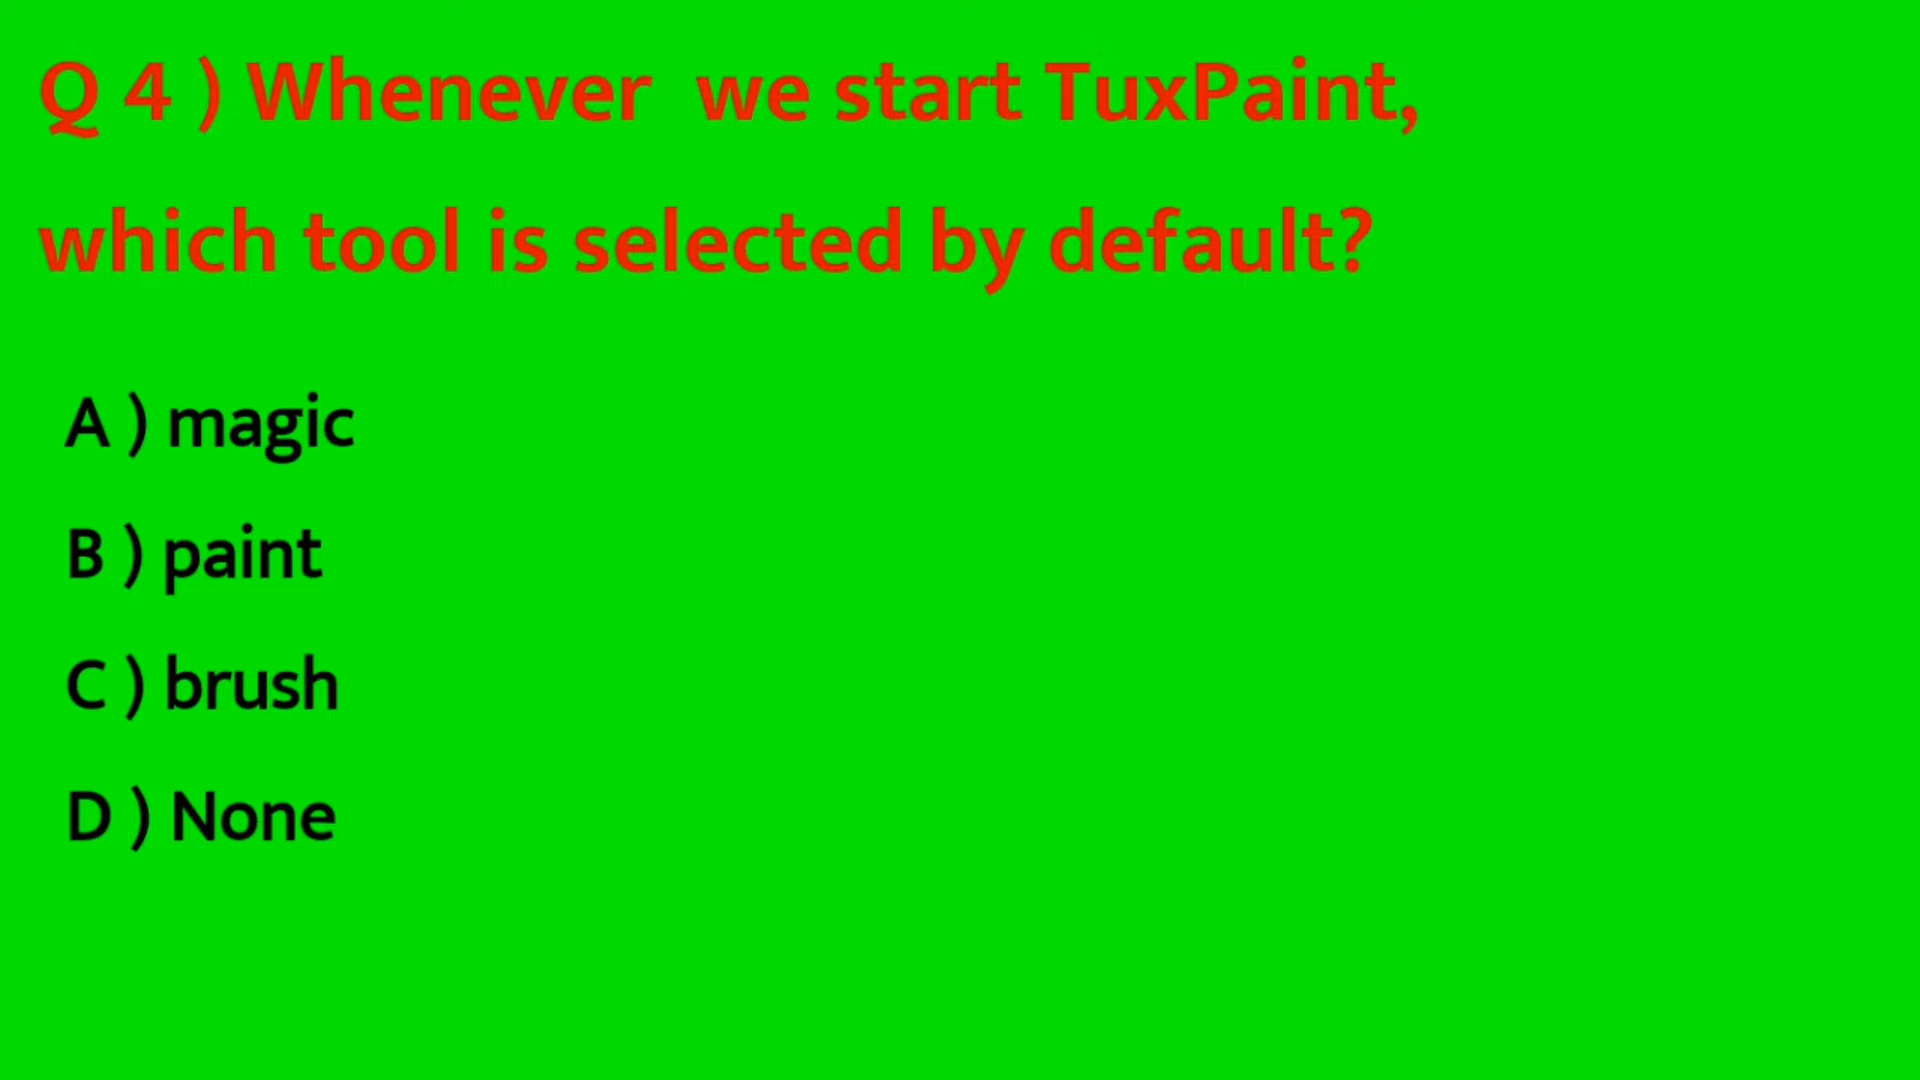 Q 4 ) Whenever  we start TuxPaint,
which tool is selected by default?
A ) magic
B ) paint
C ) brush
D ) None